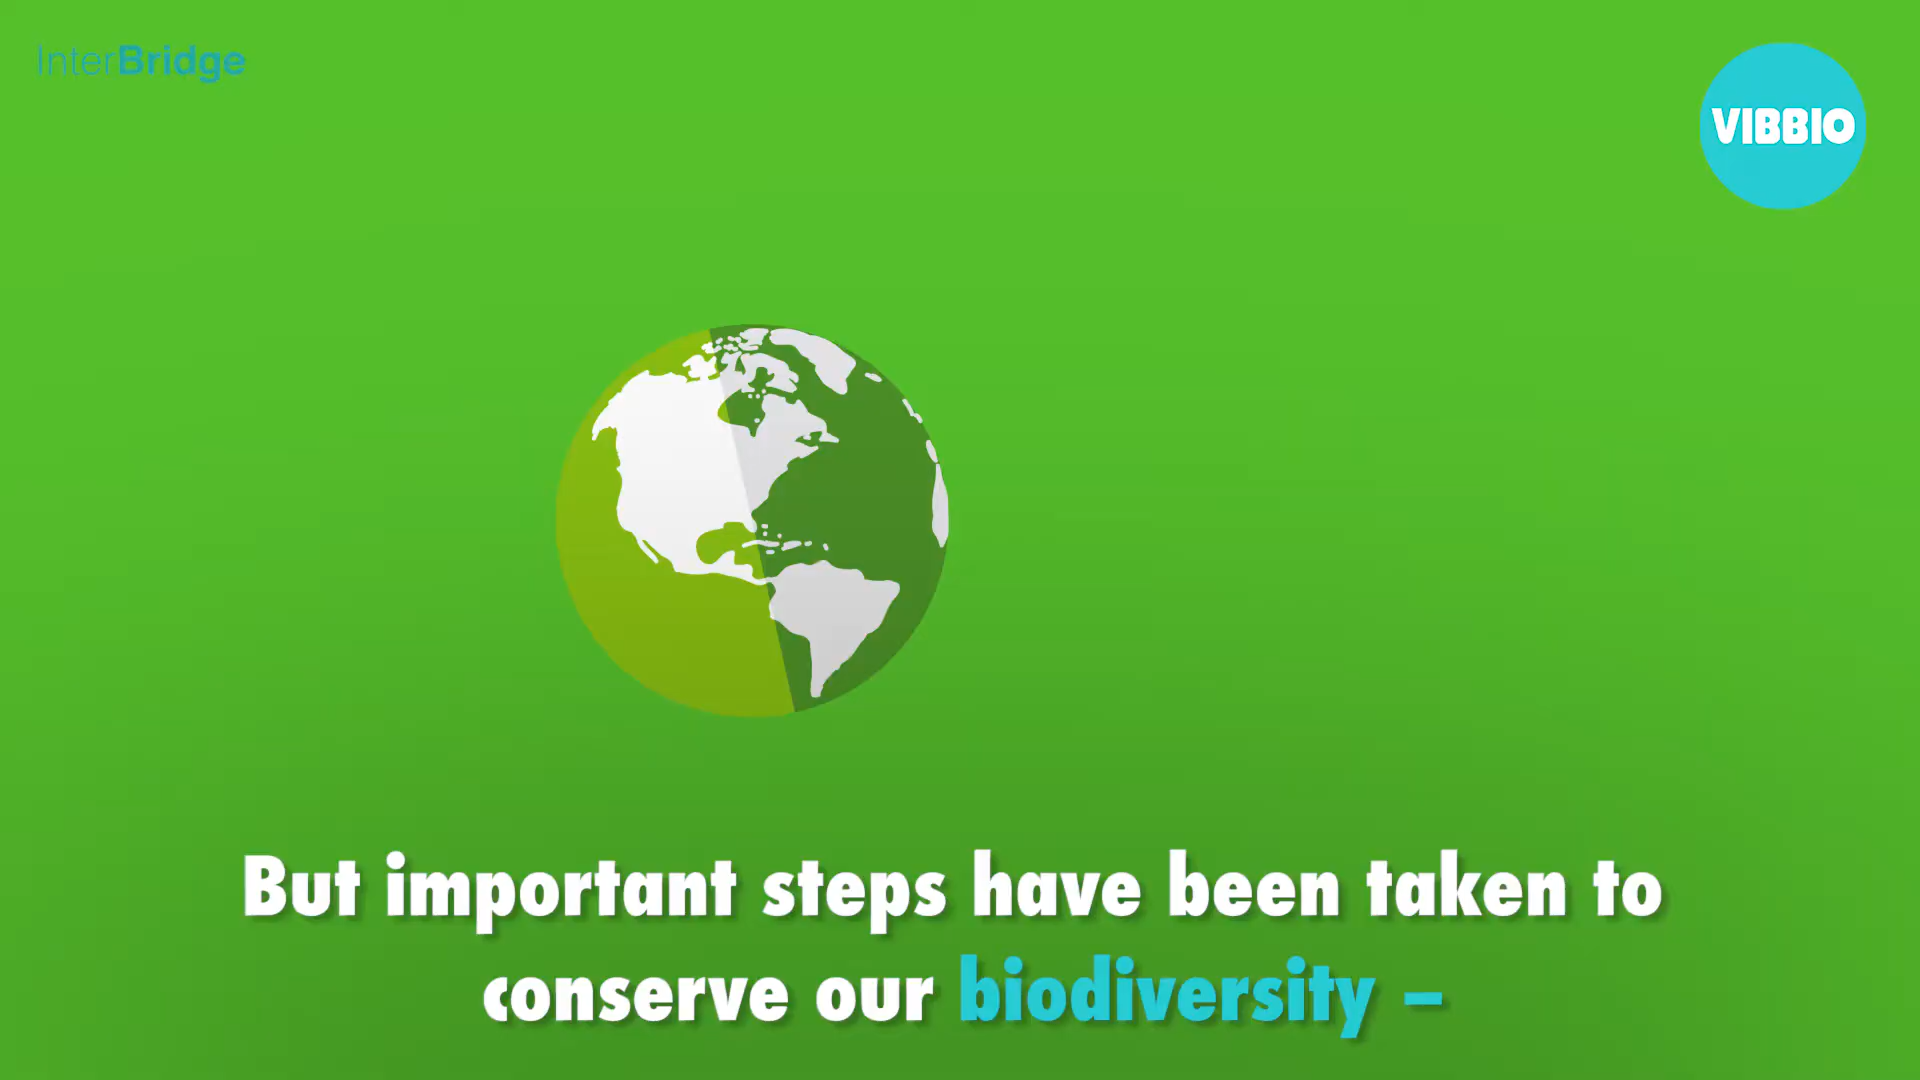 InterBridge
VIBBIO
But important steps have been taken to
conserve our biodiversity –